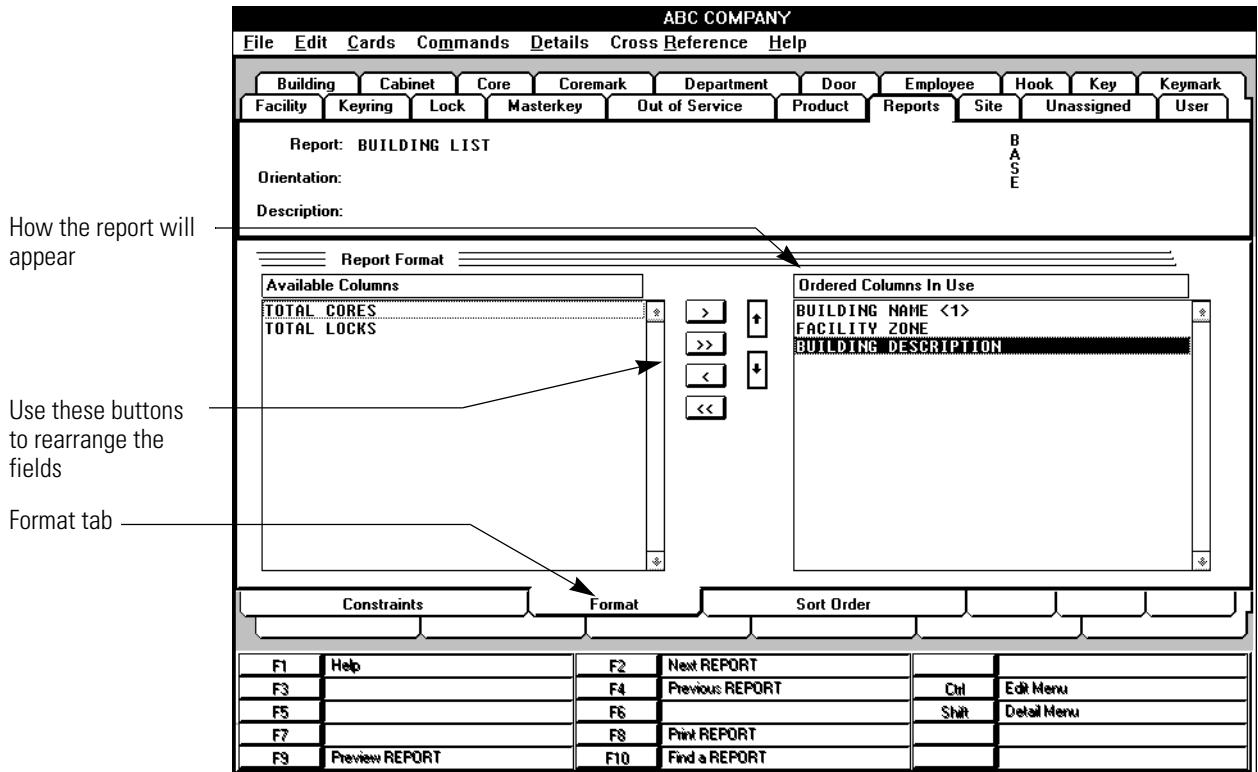 ABC COMPANY
File Edit Cards Commands Details Cross Reference Help
Building Cabinet Core Coremark Department Door Employee Hook Key Keymark
Facility Keyring Lock Masterkey Out of Service Product Reports Site Unassigned User
Report: BUILDING LIST
BASE
Orientation:
Description:
How the report will
appear
Report Format
Available Columns
Ordered Columns In Use
TOTAL CORES
TOTAL LOCKS
>
>>
<
<<
BUILDING NAME <1>
FACILITY ZONE
BUILDING DESCRIPTION
Use these buttons
to rearrange the
fields
Format tab
Constraints Format Sort Order
F1 Help F2 Next REPORT
F3 F4 Previous REPORT Ctrl Edit Menu
F5 F6 Shift Detail Menu
F7 F8 Print REPORT
F9 Preview REPORT F10 Find a REPORT